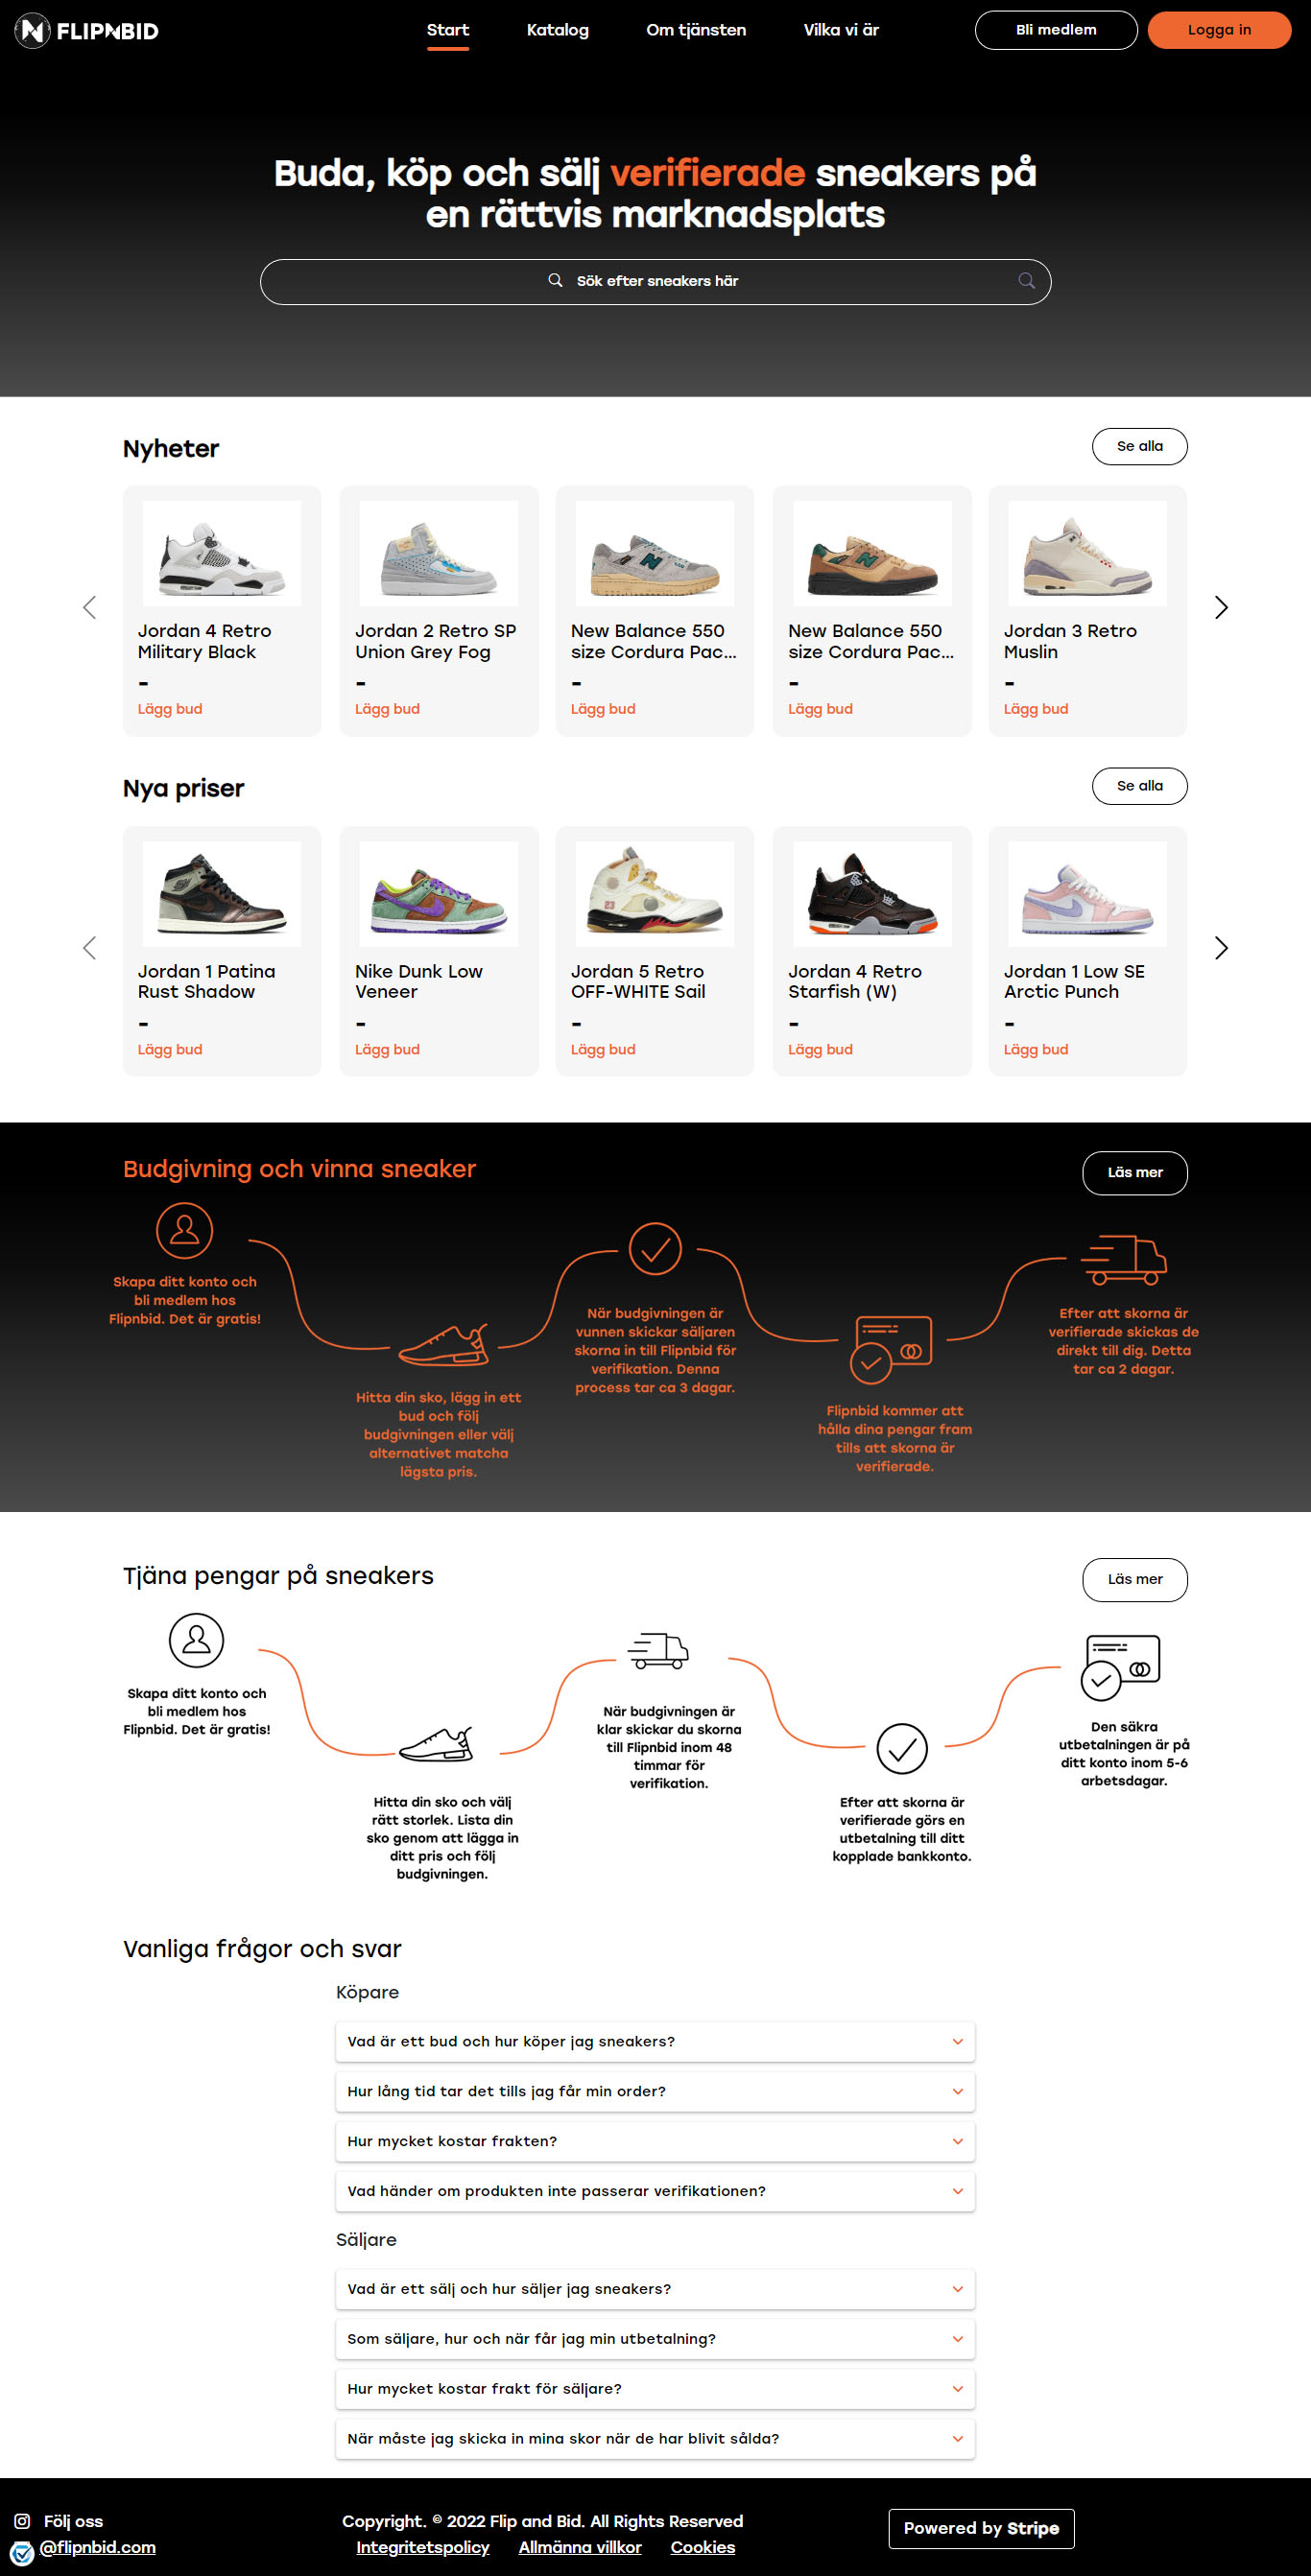 FLIPNBID
Start
Katalog
Om tjänsten
Vilka vi är
Bli medlem
Logga in
Buda, köp och sälj verifierade sneakers på
en rättvis marknadsplats
Sök efter sneakers här
Nyheter
Se alla
Jordan 4 Retro
Military Black
-
Lägg bud
Jordan 2 Retro SP
Union Grey Fog
-
Lägg bud
New Balance 550
size Cordura Pac...
-
Lägg bud
New Balance 550
size Cordura Pac...
-
Lägg bud
Jordan 3 Retro
Muslin
-
Lägg bud
Nya priser
Se alla
Jordan 1 Patina
Rust Shadow
-
Lägg bud
Nike Dunk Low
Veneer
-
Lägg bud
Jordan 5 Retro
OFF-WHITE Sail
-
Lägg bud
Jordan 4 Retro
Starfish (W)
-
Lägg bud
Jordan 1 Low SE
Arctic Punch
-
Lägg bud
Budgivning och vinna sneaker
Läs mer
Skapa ditt konto och
bli medlem hos
Flipnbid. Det är gratis!
Hitta din sko, lägg in ett
bud och följ
budgivningen eller välj
alternativet matcha
lägsta pris.
När budgivningen är
vunnen skickar säljaren
skorna in till Flipnbid för
verifikation. Denna
process tar ca 3 dagar.
Flipnbid kommer att
hålla dina pengar fram
tills att skorna är
verifierade.
Efter att skorna är
verifierade skickas de
direkt till dig. Detta
tar ca 2 dagar.
Tjäna pengar på sneakers
Läs mer
Skapa ditt konto och
bli medlem hos
Flipnbid. Det är gratis!
Hitta din sko och välj
rätt storlek. Lista din
sko genom att lägga in
ditt pris och följ
budgivningen.
När budgivningen är
klar skickar du skorna
till Flipnbid inom 48
timmar för
verifikation.
Efter att skorna är
verifierade görs en
utbetalning till ditt
kopplade bankkonto.
Den säkra
utbetalningen är på
ditt konto inom 5-6
arbetsdagar.
Vanliga frågor och svar
Köpare
Vad är ett bud och hur köper jag sneakers?
Hur lång tid tar det tills jag får min order?
Hur mycket kostar frakten?
Vad händer om produkten inte passerar verifikationen?
Säljare
Vad är ett sälj och hur säljer jag sneakers?
Som säljare, hur och när får jag min utbetalning?
Hur mycket kostar frakt för säljare?
När måste jag skicka in mina skor när de har blivit sålda?
Följ oss
@flipnbid.com
Copyright. © 2022 Flip and Bid. All Rights Reserved
Integritetspolicy
Allmänna villkor
Cookies
Powered by Stripe